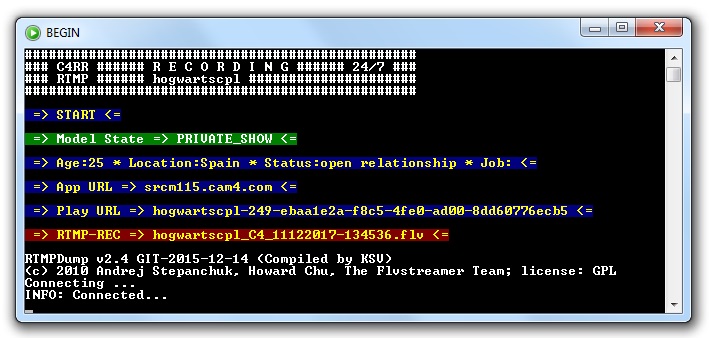 BEGIN
################################################
### C4RR ###### R E C O R D I N G ###### 24/7 ###
### RTMP ###### hogwartscpl #####################
################################################
=> START <=
=> Model State => PRIVATE_SHOW <=
=> Age:25 * Location:Spain * Status:open relationship * Job: <=
=> App URL => srcm115.cam4.com <=
=> Play URL => hogwartscpl-249-ebaa1e2a-f8c5-4fe0-ad00-8dd60776ecb5 <=
=> RTMP-REC => hogwartscpl_C4_11122017-134536.flv <=
RTMPDump v2.4 GIT-2015-12-14 (Compiled by KSV)
(c) 2010 Andrej Stepanchuk, Howard Chu, The Flvstreamer Team; license: GPL
Connecting ...
INFO: Connected...